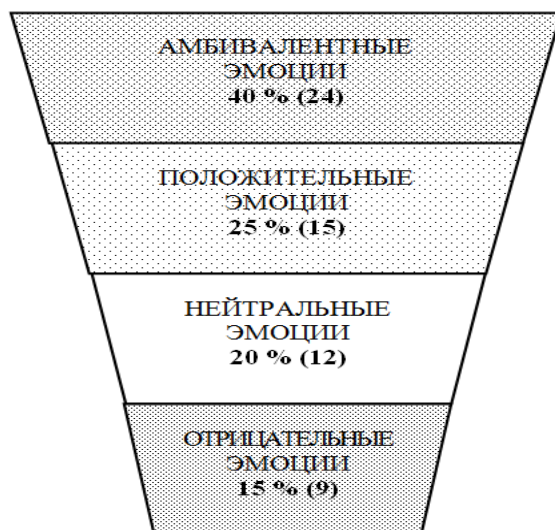 АМБИВАЛЕНТНЫЕ
ЭМОЦИИ
40 % (24)
ПОЛОЖИТЕЛЬНЫЕ
ЭМОЦИИ
25 % (15)
НЕЙТРАЛЬНЫЕ
ЭМОЦИИ
20 % (12)
ОТРИЦАТЕЛЬНЫЕ
ЭМОЦИИ
15 % (9)